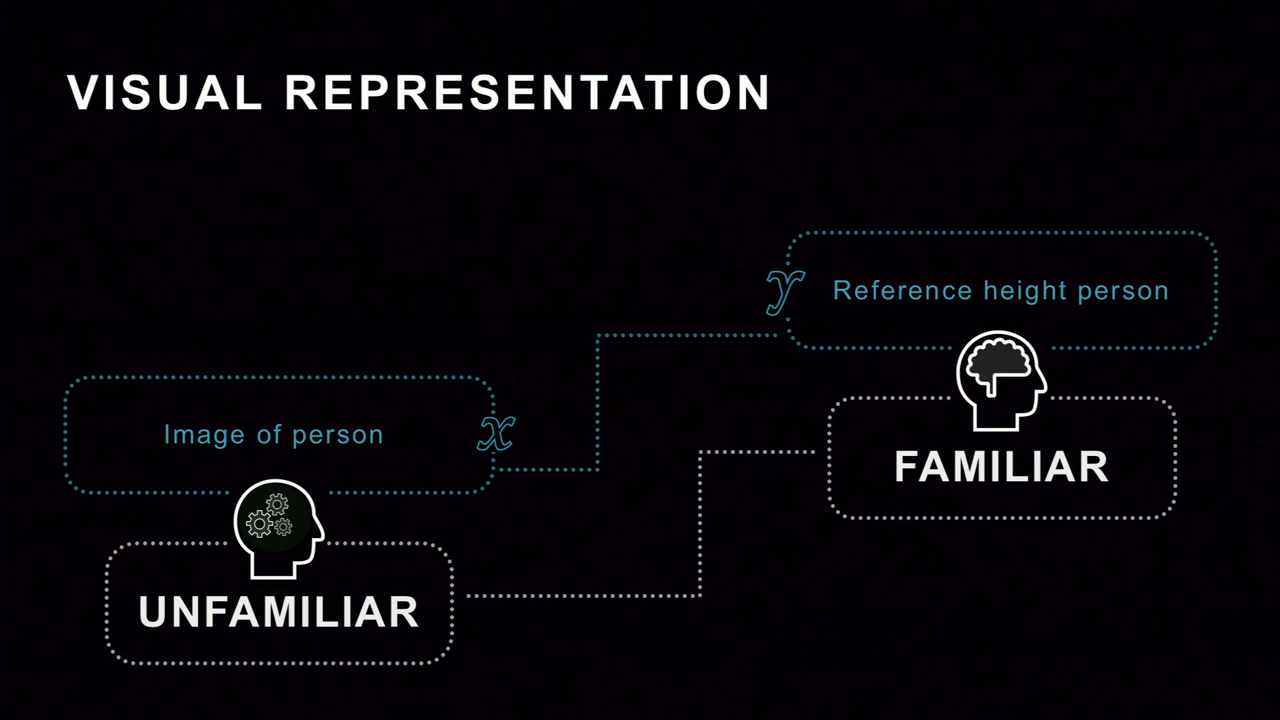 VISUAL REPRESENTATION
y
Reference height person
Image of person
x
FAMILIAR
UNFAMILIAR